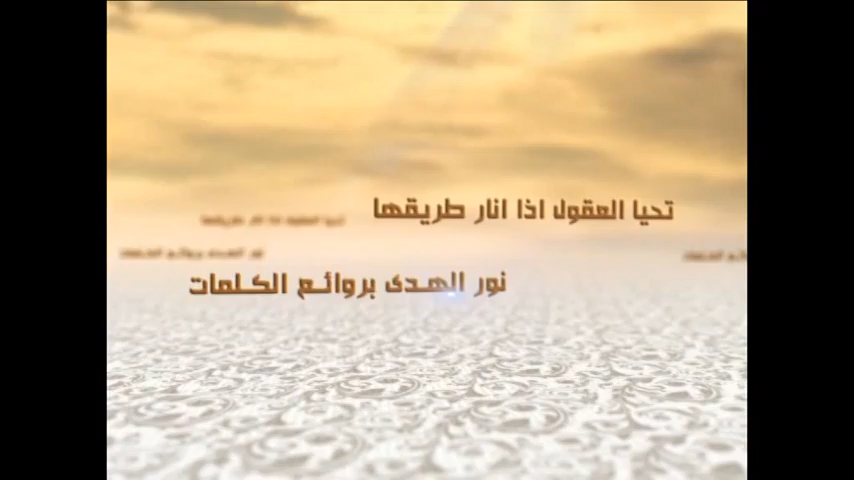 تحيا العقول اذا انار طريقها
نور الهدى بروائع الكلمات